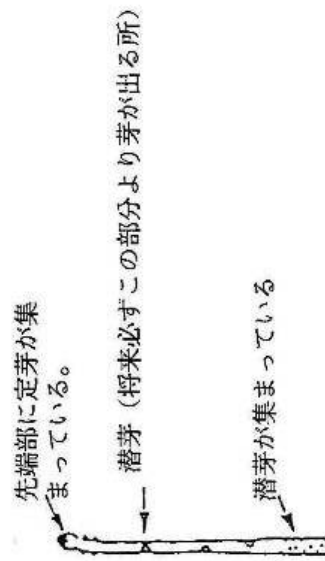 先端部に定芽が集
まっている。
潜芽（将来必ずこの部分より芽が出る所）
潜芽が集まっている